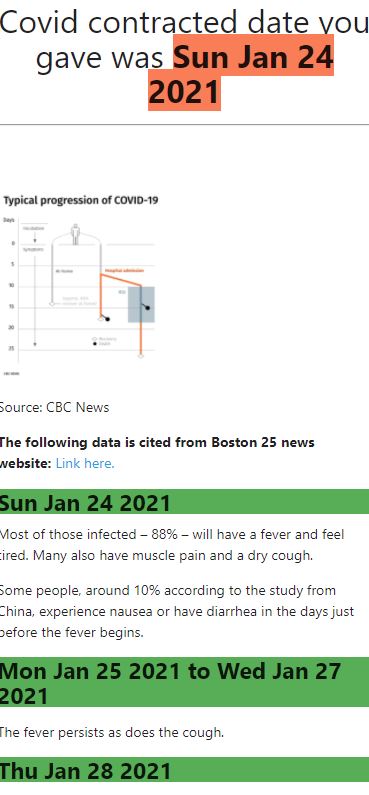 Covid contracted date you
gave was Sun Jan 24
2021
Typical progression of COVID-19
Days
Incubation
0
Symptoms
5
At home
Hospital admission
10
ICU
15
20
Recovery
Death
25
CBC NEWS
Source: CBC News
The following data is cited from Boston 25 news
website: Link here.
Sun Jan 24 2021
Most of those infected – 88% – will have a fever and feel
tired. Many also have muscle pain and a dry cough.
Some people, around 10% according to the study from
China, experience nausea or have diarrhea in the days just
before the fever begins.
Mon Jan 25 2021 to Wed Jan 27
2021
The fever persists as does the cough.
Thu Jan 28 2021